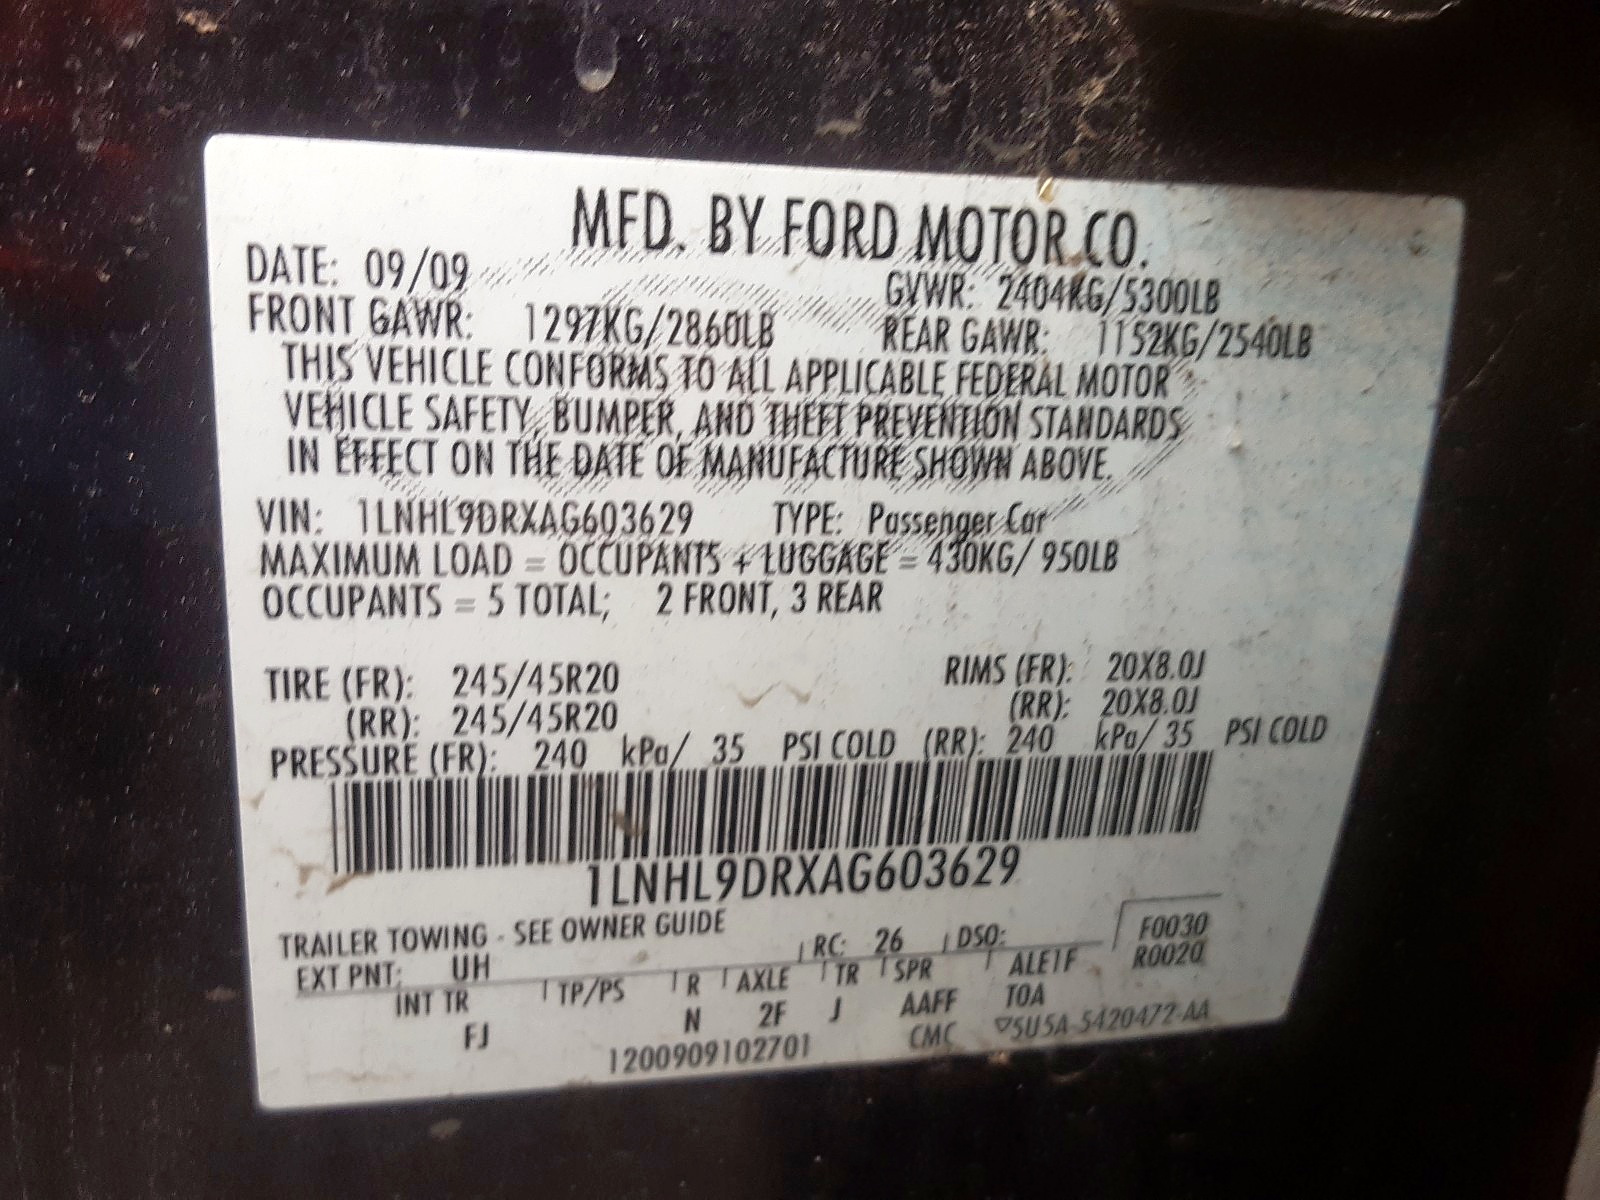 MFD. BY FORD MOTOR CO.
DATE: 09/09 GVWR: 2404KG/5300LB
FRONT GAWR: 1297KG/2860LB REAR GAWR: 1152KG/2540LB
THIS VEHICLE CONFORMS TO ALL APPLICABLE FEDERAL MOTOR
VEHICLE SAFETY, BUMPER, AND THEFT PREVENTION STANDARDS
IN EFFECT ON THE DATE OF MANUFACTURE SHOWN ABOVE.
VIN: 1LNHL9DRXAG603629 TYPE: Passenger Car
MAXIMUM LOAD = OCCUPANTS + LUGGAGE = 430KG/ 950LB
OCCUPANTS = 5 TOTAL; 2 FRONT, 3 REAR
TIRE (FR): 245/45R20 RIMS (FR): 20X8.0J
(RR): 245/45R20 (RR): 20X8.0J
PRESSURE (FR): 240 kPa/ 35 PSI COLD (RR): 240 kPa/ 35 PSI COLD
1LNHL9DRXAG603629
TRAILER TOWING - SEE OWNER GUIDE
EXT PNT: UH RC: 26 DSO: F0030
R0020
INT TR TP/PS R AXLE TR SPR ALE1F
FJ N 2F J AAFF T0A
1200909102701 CMC ▽5U5A-5420472-AA